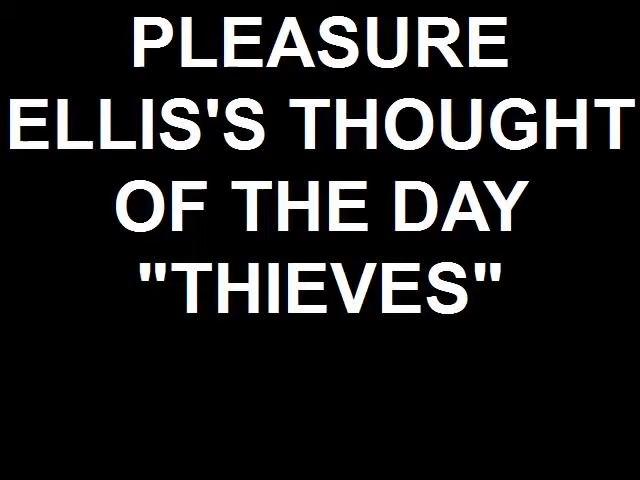 PLEASURE
ELLIS'S THOUGHT
OF THE DAY
"THIEVES"